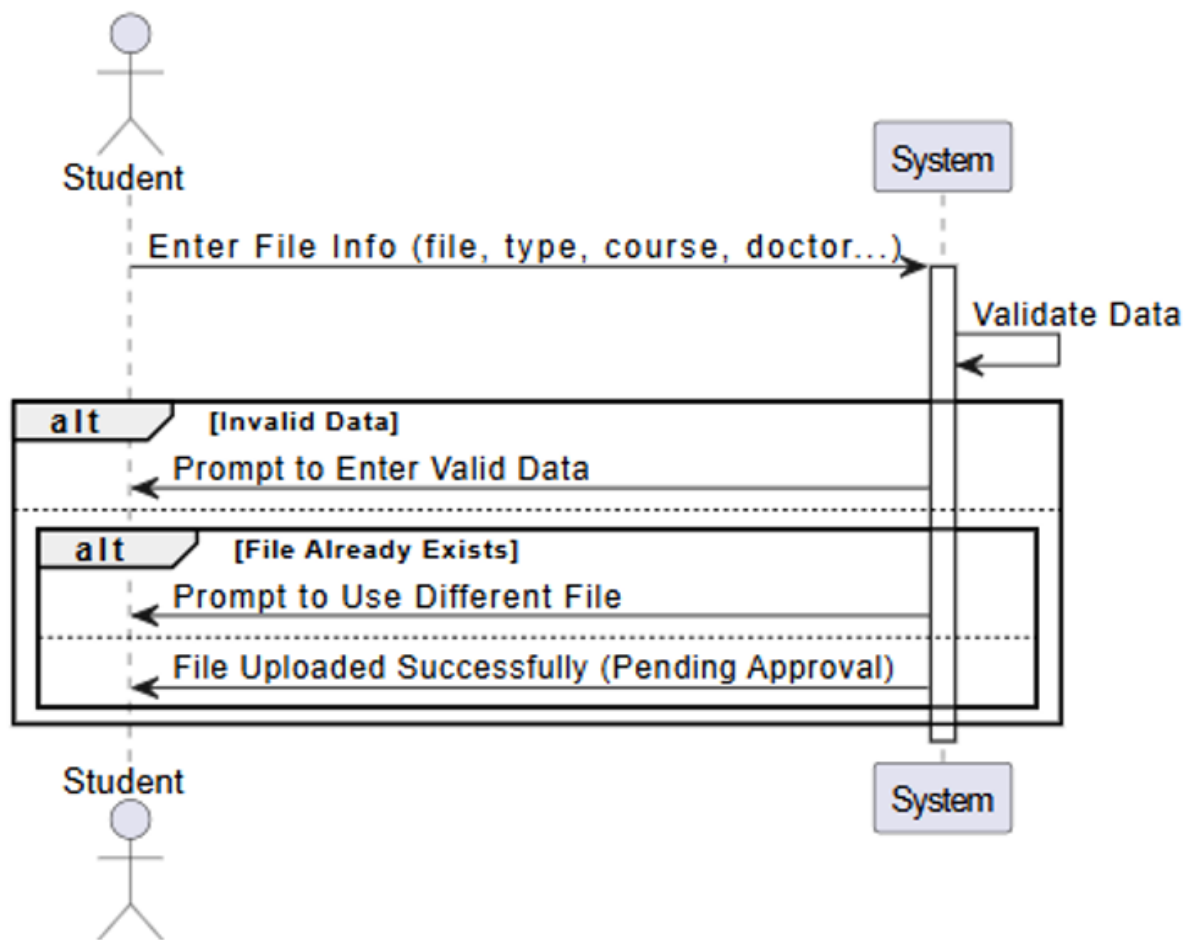 Student
System
Enter File Info (file, type, course, doctor...)
Validate Data
alt [Invalid Data]
Prompt to Enter Valid Data
alt [File Already Exists]
Prompt to Use Different File
File Uploaded Successfully (Pending Approval)
Student
System